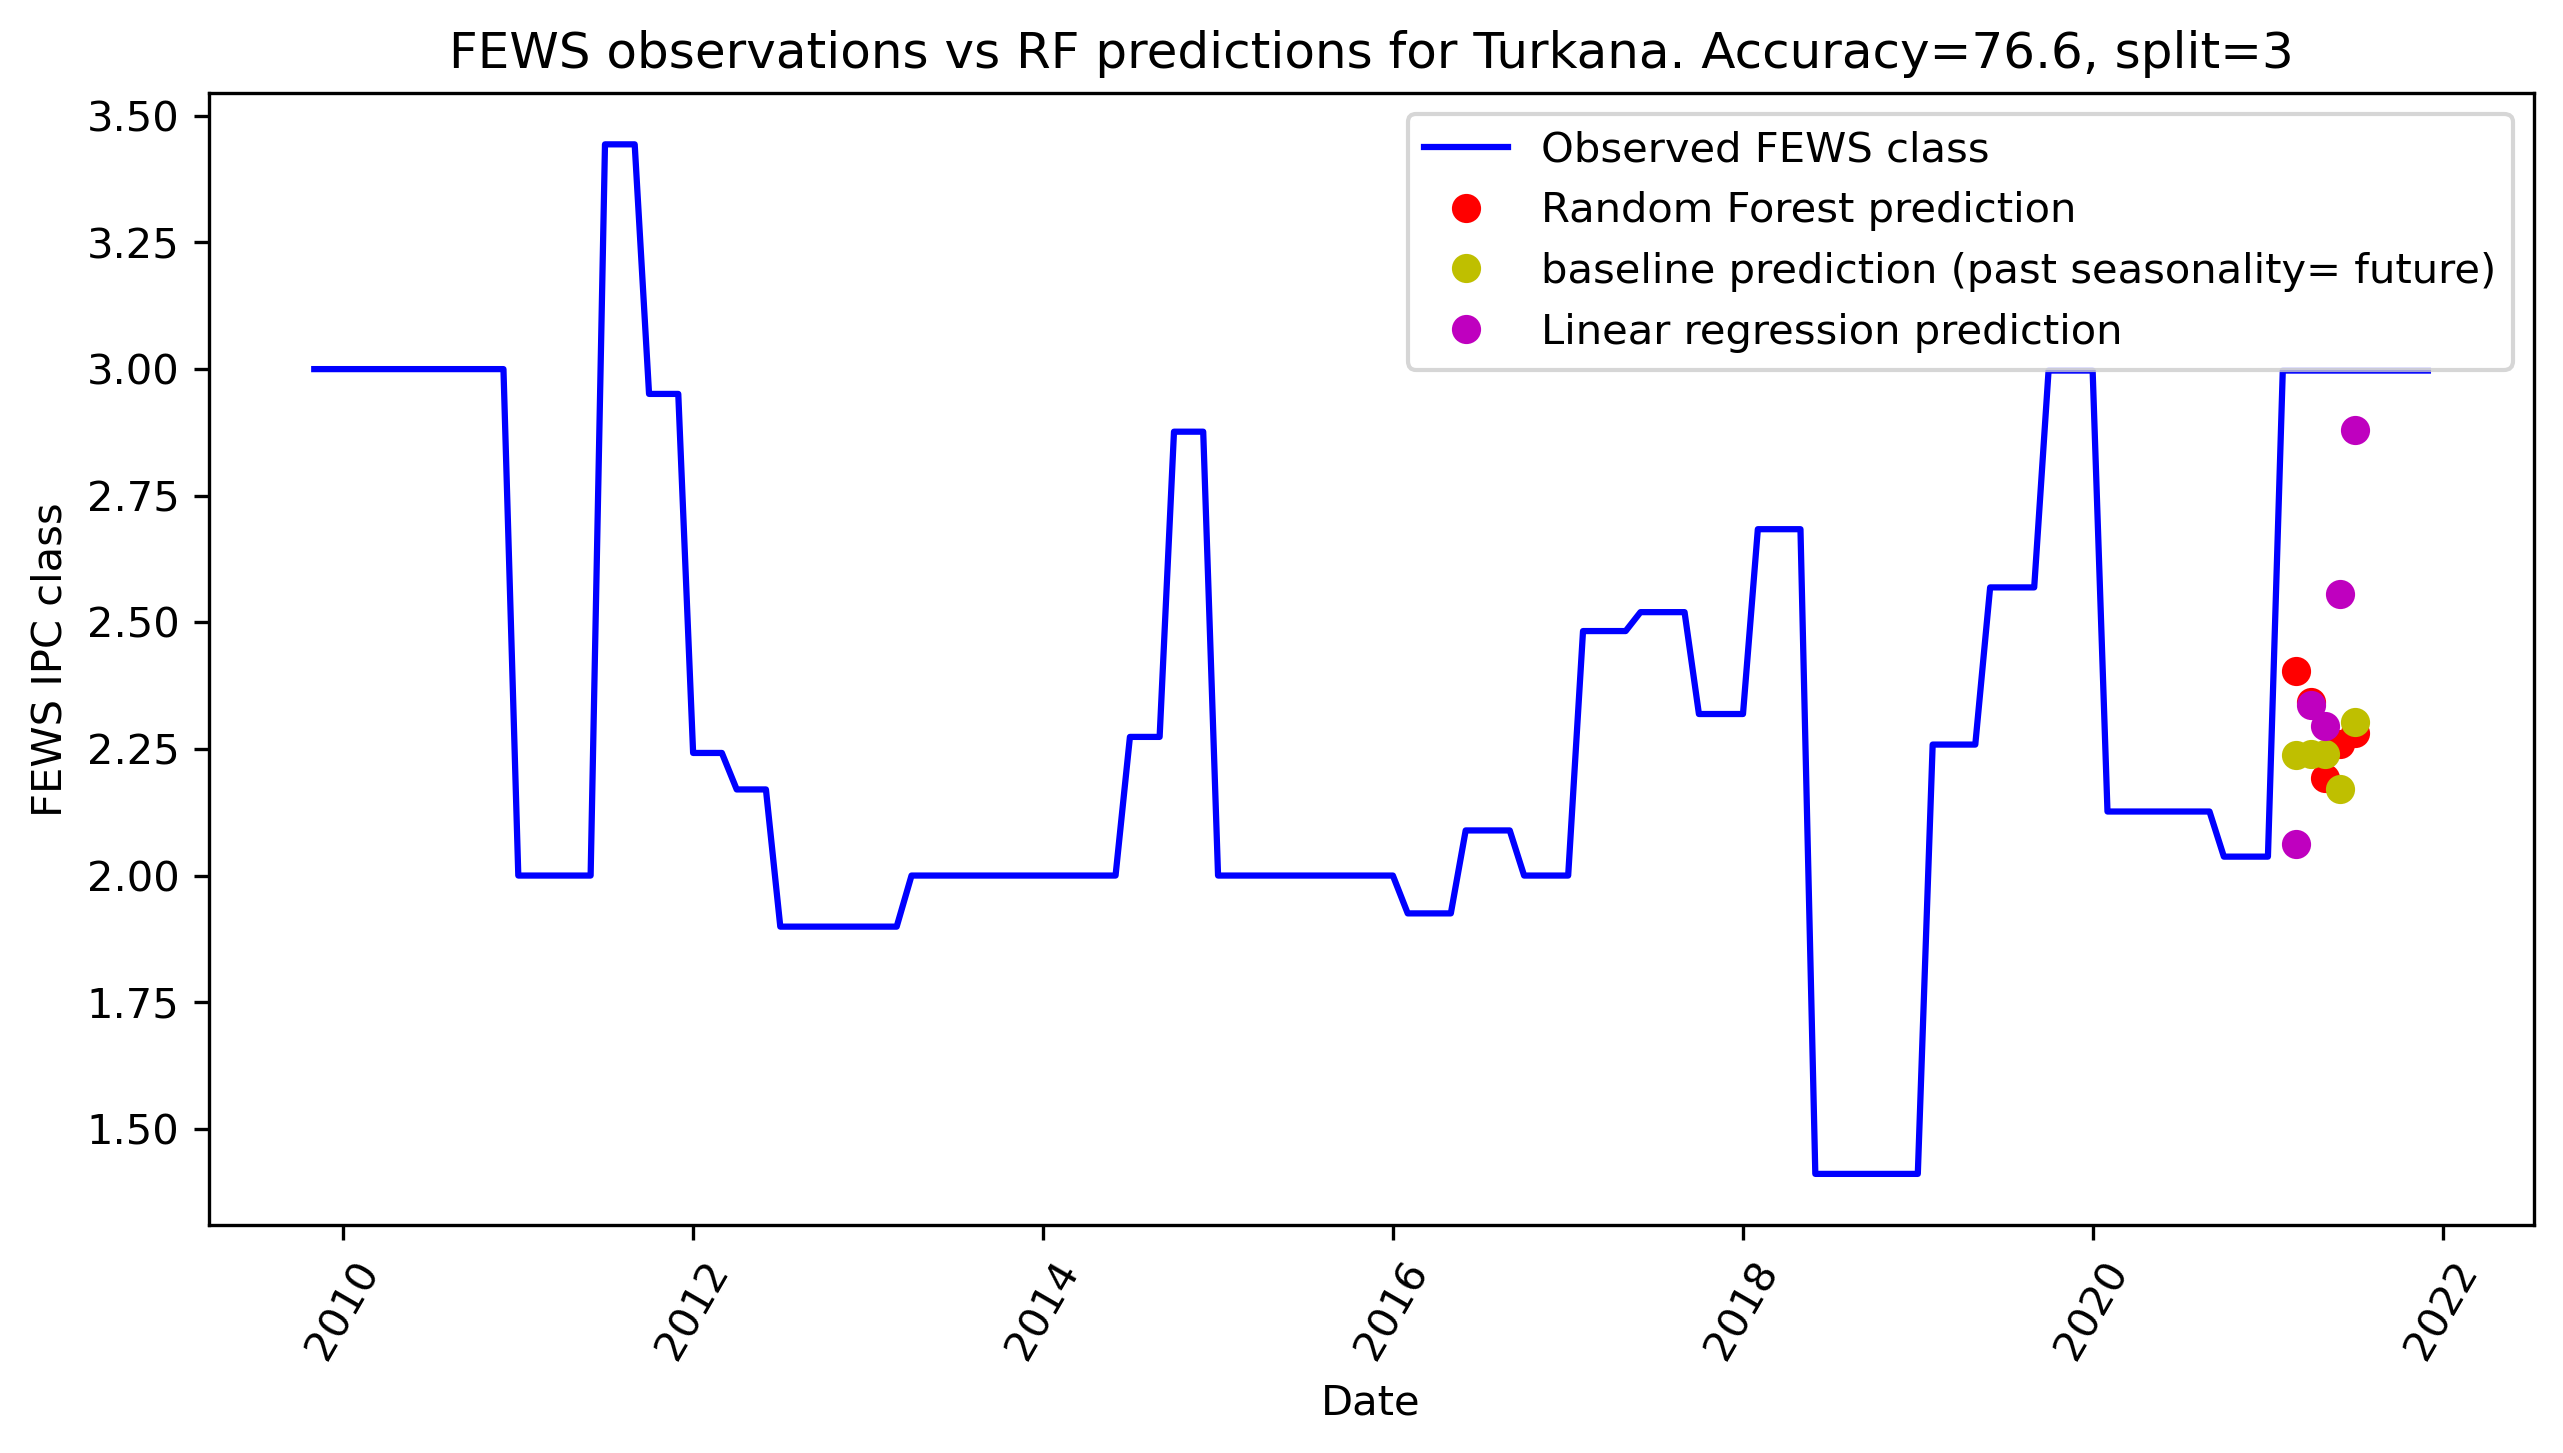 FEWS observations vs RF predictions for Turkana. Accuracy=76.6, split=3
Observed FEWS class
Random Forest prediction
baseline prediction (past seasonality= future)
Linear regression prediction
FEWS IPC class
3.50
3.25
3.00
2.75
2.50
2.25
2.00
1.75
1.50
2010
2012
2014
2016
2018
2020
2022
Date